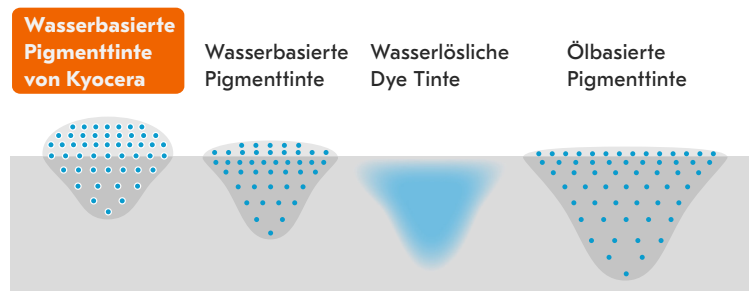 Wasserbasierte
Pigmenttinte
von Kyocera
Wasserbasierte
Pigmenttinte
Wasserlösliche
Dye Tinte
Ölbasierte
Pigmenttinte